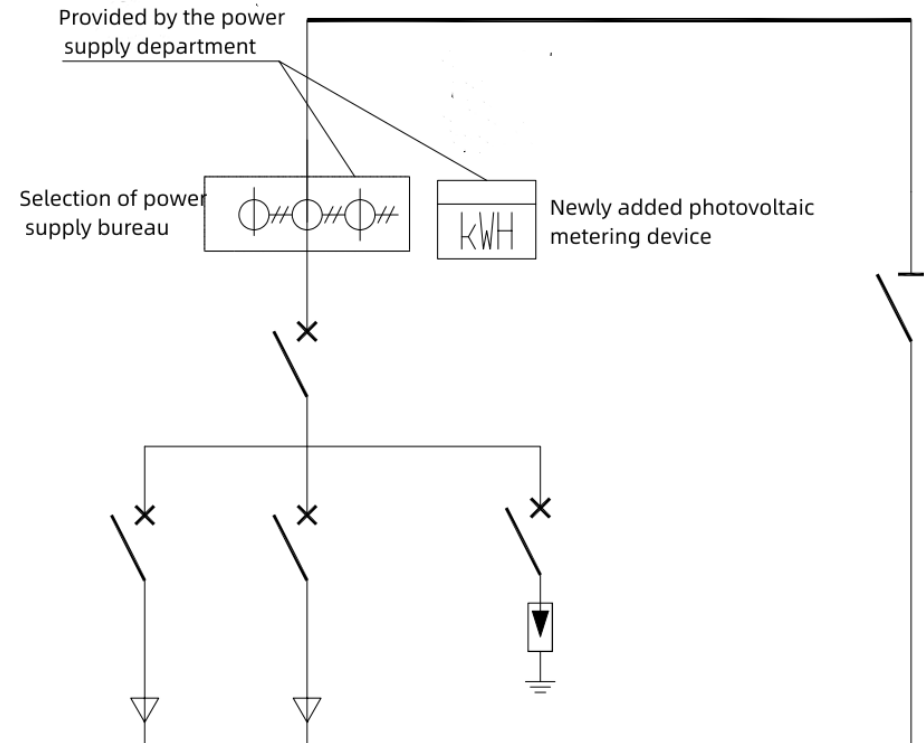 Provided by the power
supply department
Selection of power
supply bureau
kWH
Newly added photovoltaic
metering device